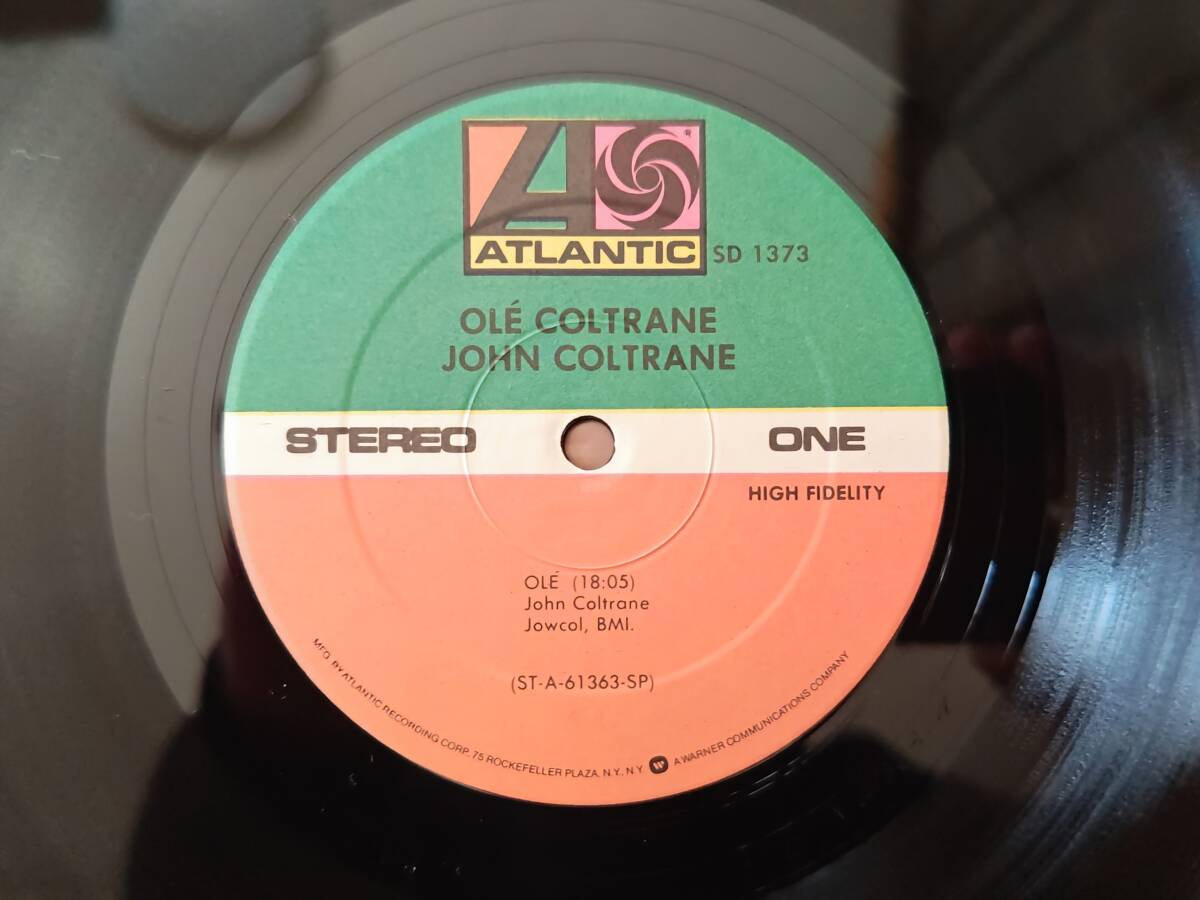 ATLANTIC
®
SD 1373
OLÉ COLTRANE
JOHN COLTRANE
STEREO
ONE
HIGH FIDELITY
OLÉ (18:05)
John Coltrane
Jowcol, BMI.
(ST-A-61363-SP)
MFG. BY ATLANTIC RECORDING CORP. 75 ROCKEFELLER PLAZA. N.Y. N.Y. A WARNER COMMUNICATIONS COMPANY